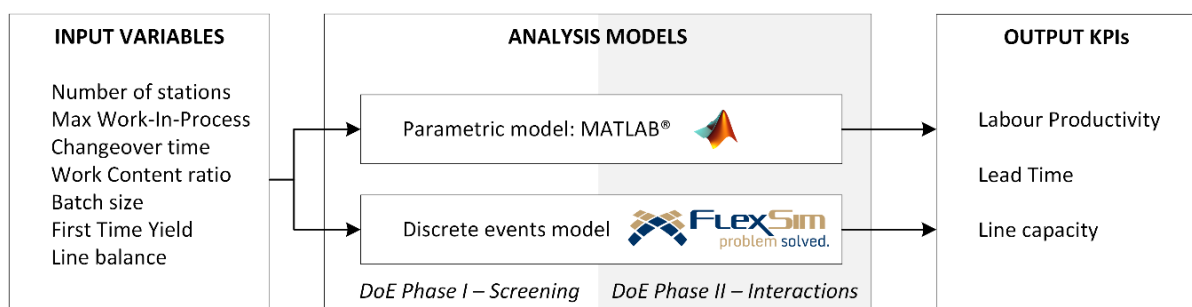 INPUT VARIABLES
Number of stations
Max Work-In-Process
Changeover time
Work Content ratio
Batch size
First Time Yield
Line balance
ANALYSIS MODELS
Parametric model: MATLAB®
Discrete events model
FLEXSIM
problem solved.
DoE Phase I – Screening
DoE Phase II – Interactions
OUTPUT KPIs
Labour Productivity
Lead Time
Line capacity